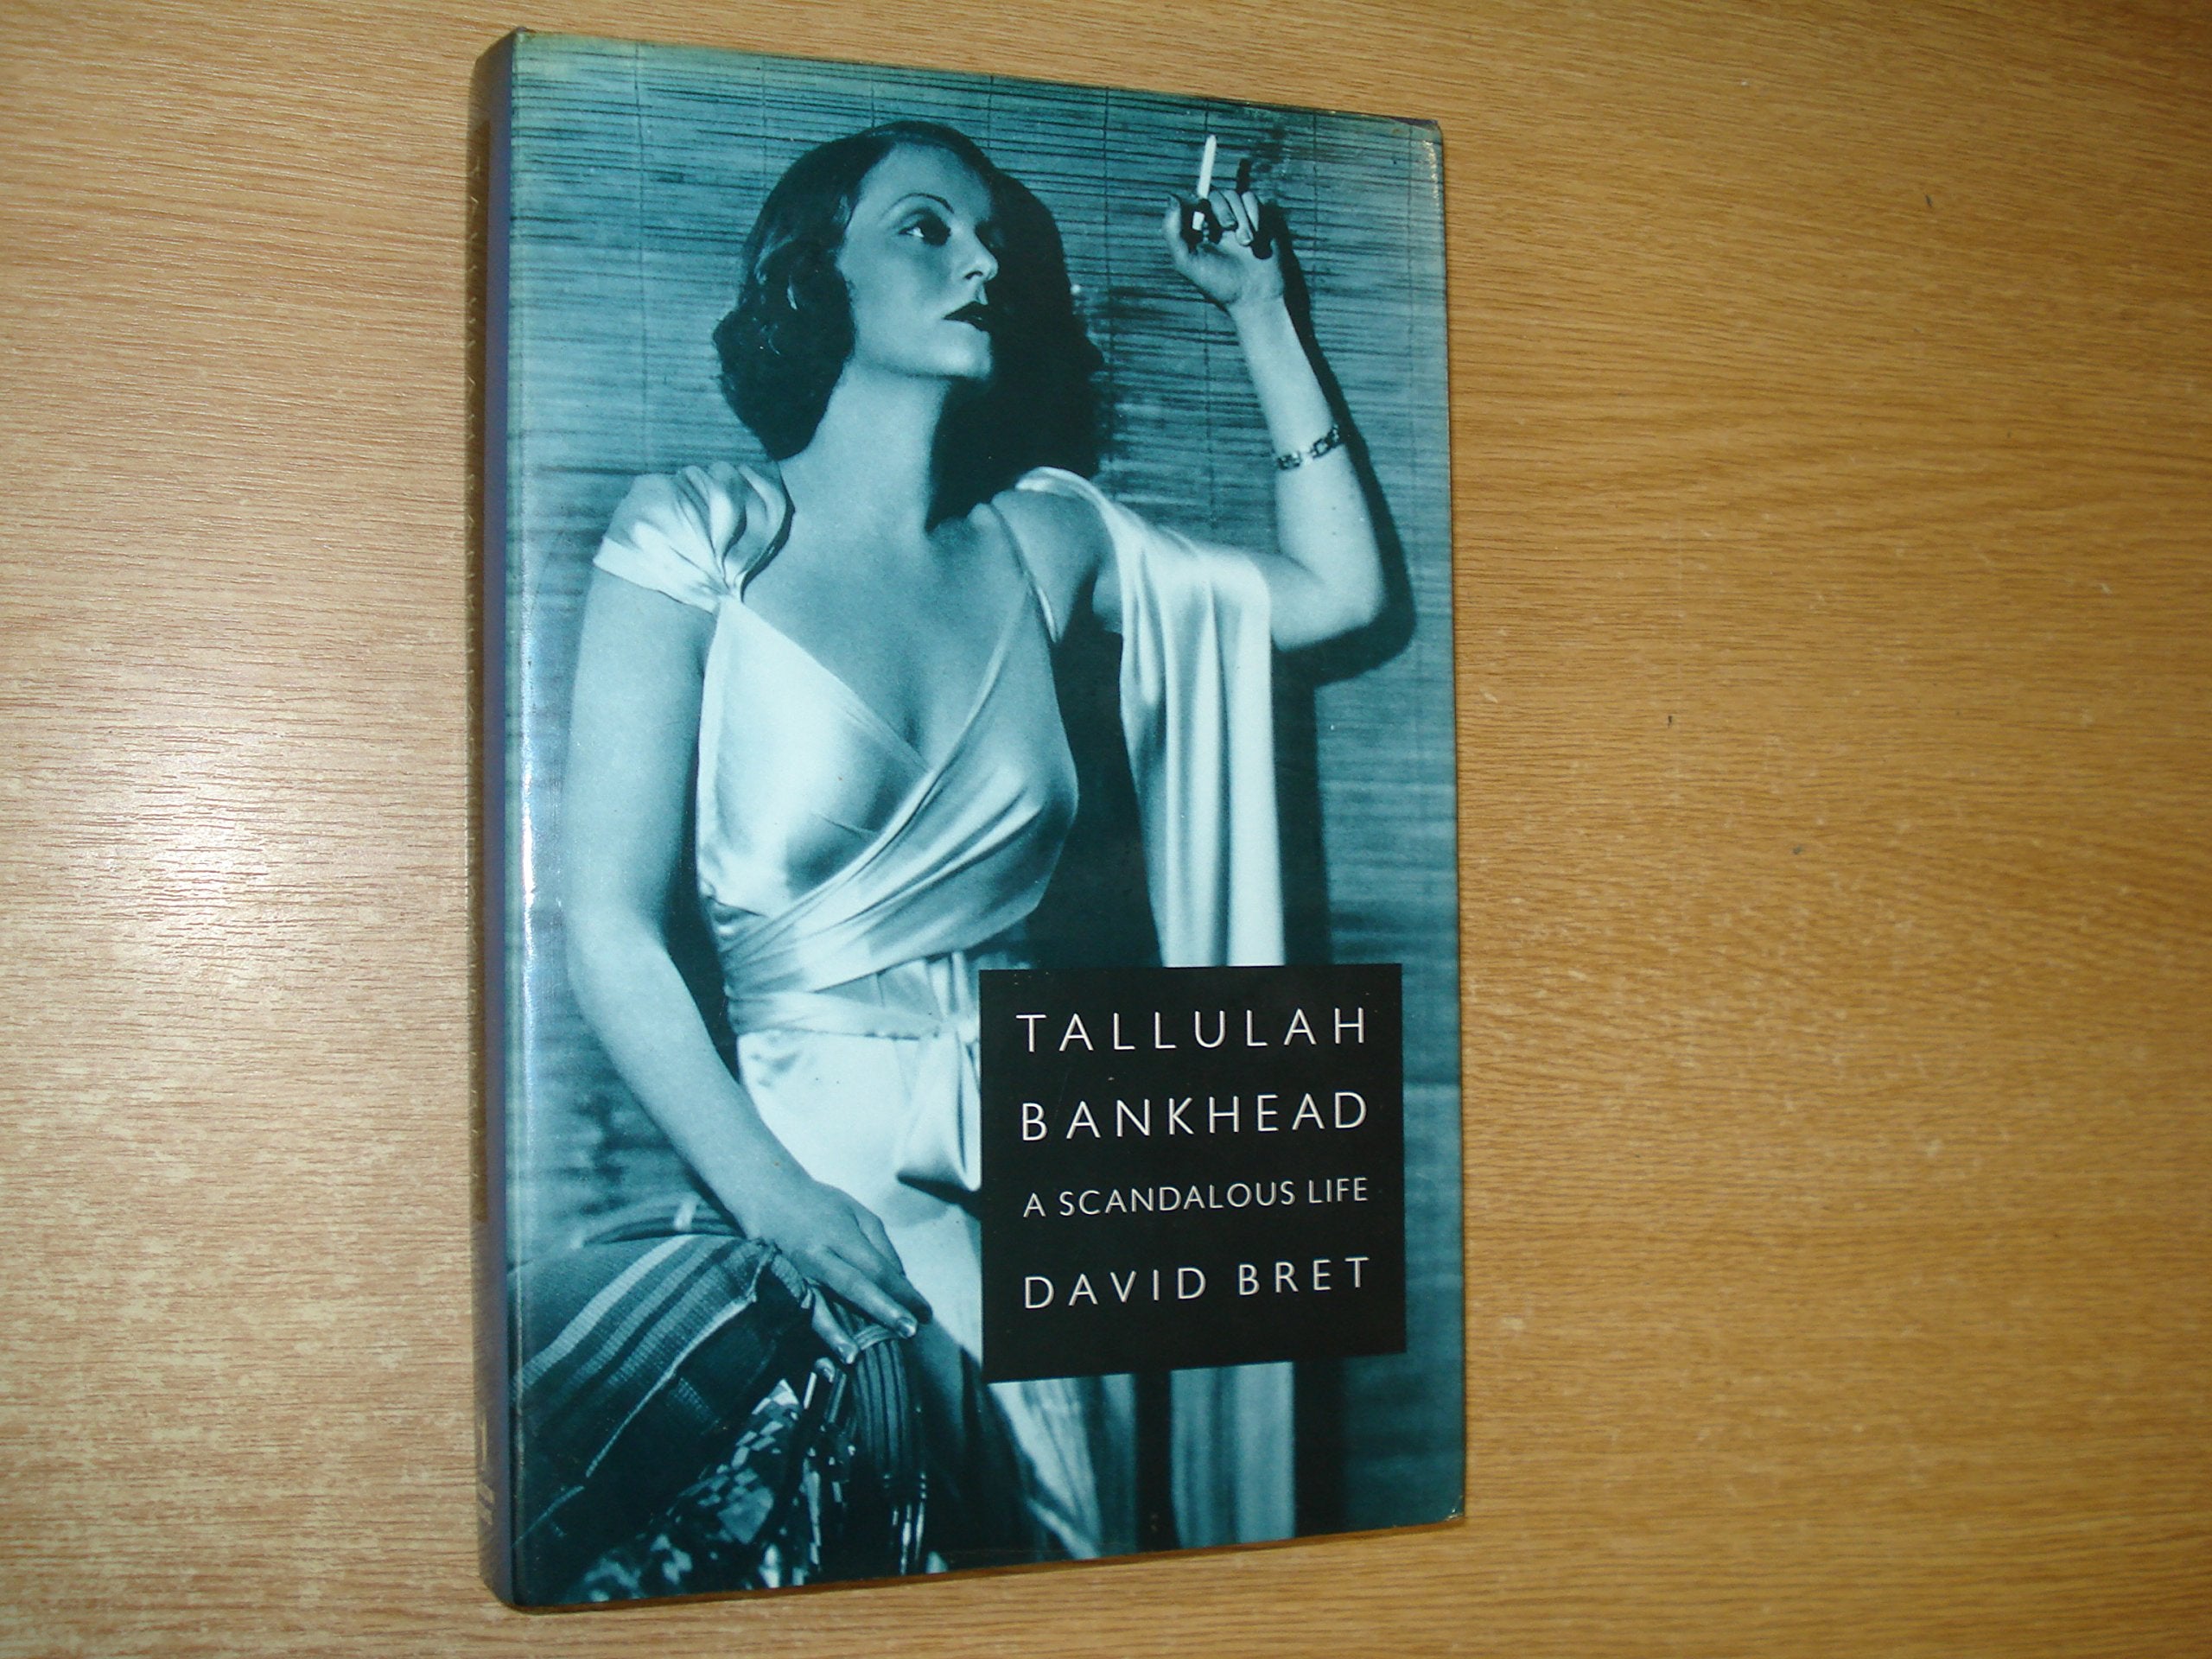 TALLULAH
BANKHEAD
A SCANDALOUS LIFE
DAVID BRET